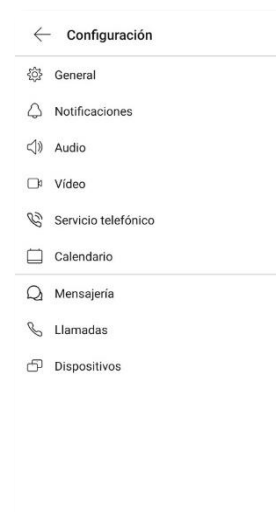 Configuración
General
Notificaciones
Audio
Vídeo
Servicio telefónico
Calendario
Mensajería
Llamadas
Dispositivos